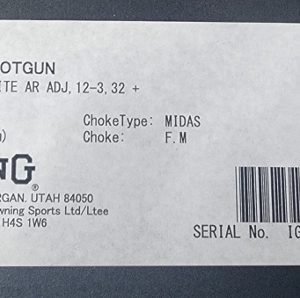 OTGUN
ITE AR ADJ,12-3,32 +
ChokeType: MIDAS
) Choke: F.M
NG®
RGAN. UTAH 84050
wning Sports Ltd/Ltee
H4S 1W6
SERIAL No. IG